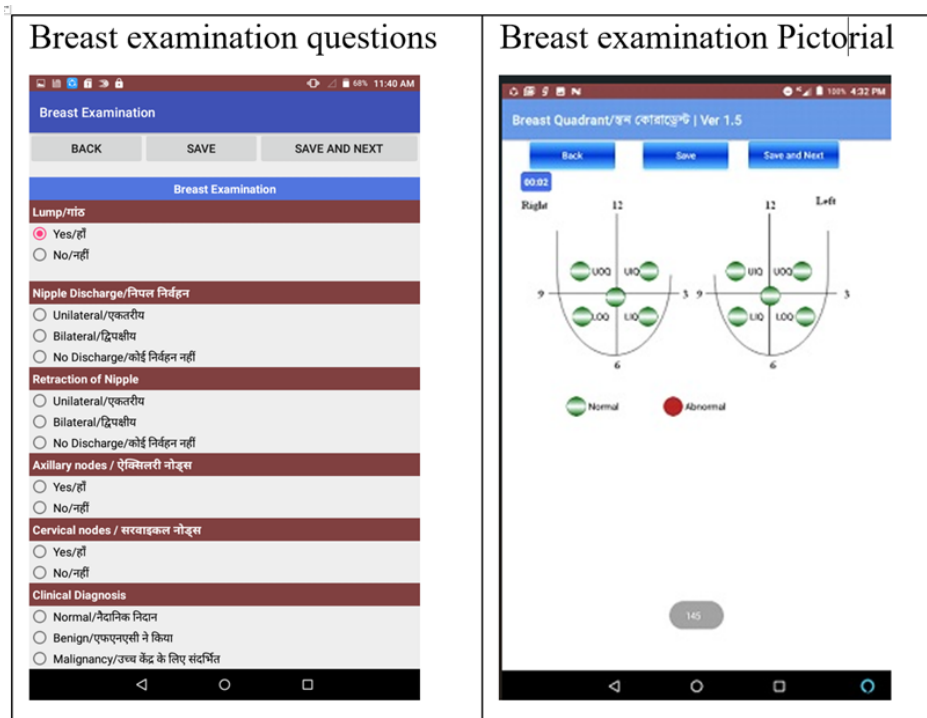 Breast examination questions
68% 11:40 AM
Breast Examination
BACK SAVE SAVE AND NEXT
Breast Examination
Lump/गांठ
Yes/हाँ
No/नहीं
Nipple Discharge/निपल निर्वहन
Unilateral/एकतरीय
Bilateral/द्विपक्षीय
No Discharge/कोई निर्वहन नहीं
Retraction of Nipple
Unilateral/एकतरीय
Bilateral/द्विपक्षीय
No Discharge/कोई निर्वहन नहीं
Axillary nodes / ऐक्सिलरी नोड्स
Yes/हाँ
No/नहीं
Cervical nodes / सरवाइकल नोड्स
Yes/हाँ
No/नहीं
Clinical Diagnosis
Normal/नैदानिक निदान
Benign/एफएनएसी ने किया
Malignancy/उच्च केंद्र के लिए संदर्भित
Breast examination Pictorial
100% 4:32 PM
Breast Quadrant/স্তন কোরাড্রেন্ট | Ver 1.5
Back Save Save and Next
00:02
Right 12 12 Left
UOQ UIQ UIQ UOQ
9 3 9 3
LOQ LIQ LIQ LOQ
6 6
Normal Abnormal
145